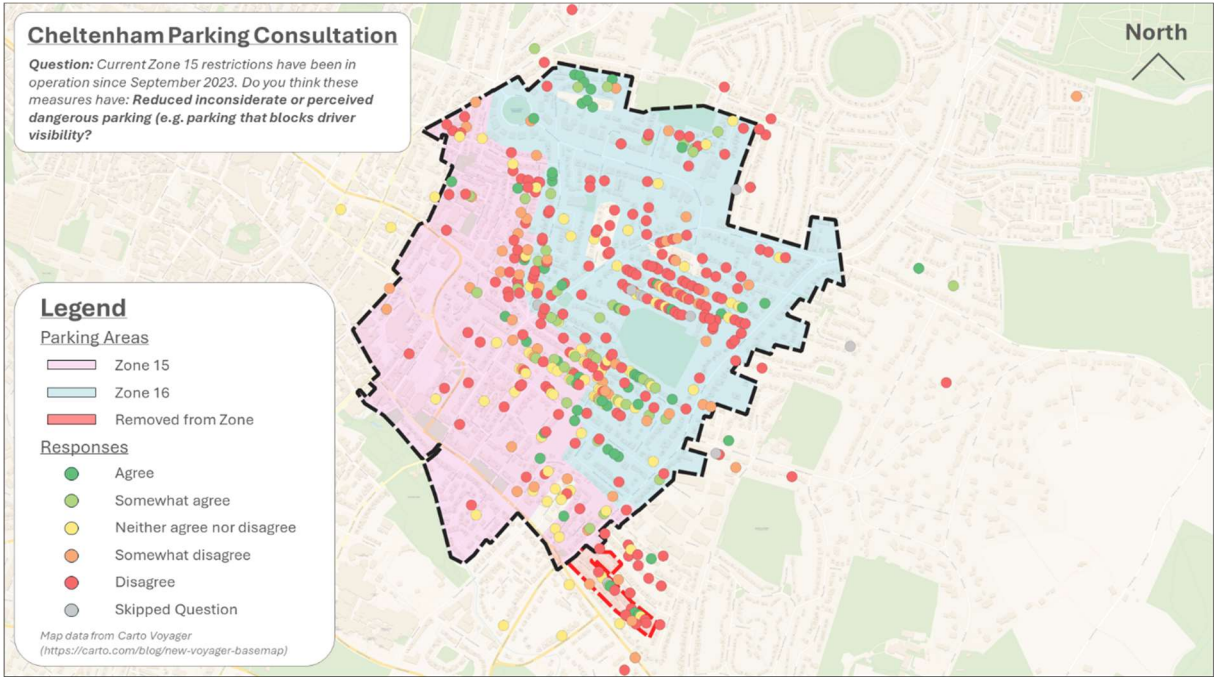 Cheltenham Parking Consultation
Question: Current Zone 15 restrictions have been in
operation since September 2023. Do you think these
measures have: Reduced inconsiderate or perceived
dangerous parking (e.g. parking that blocks driver
visibility?
North
Legend
Parking Areas
Zone 15
Zone 16
Removed from Zone
Responses
Agree
Somewhat agree
Neither agree nor disagree
Somewhat disagree
Disagree
Skipped Question
Map data from Carto Voyager
(https://carto.com/blog/new-voyager-basemap)